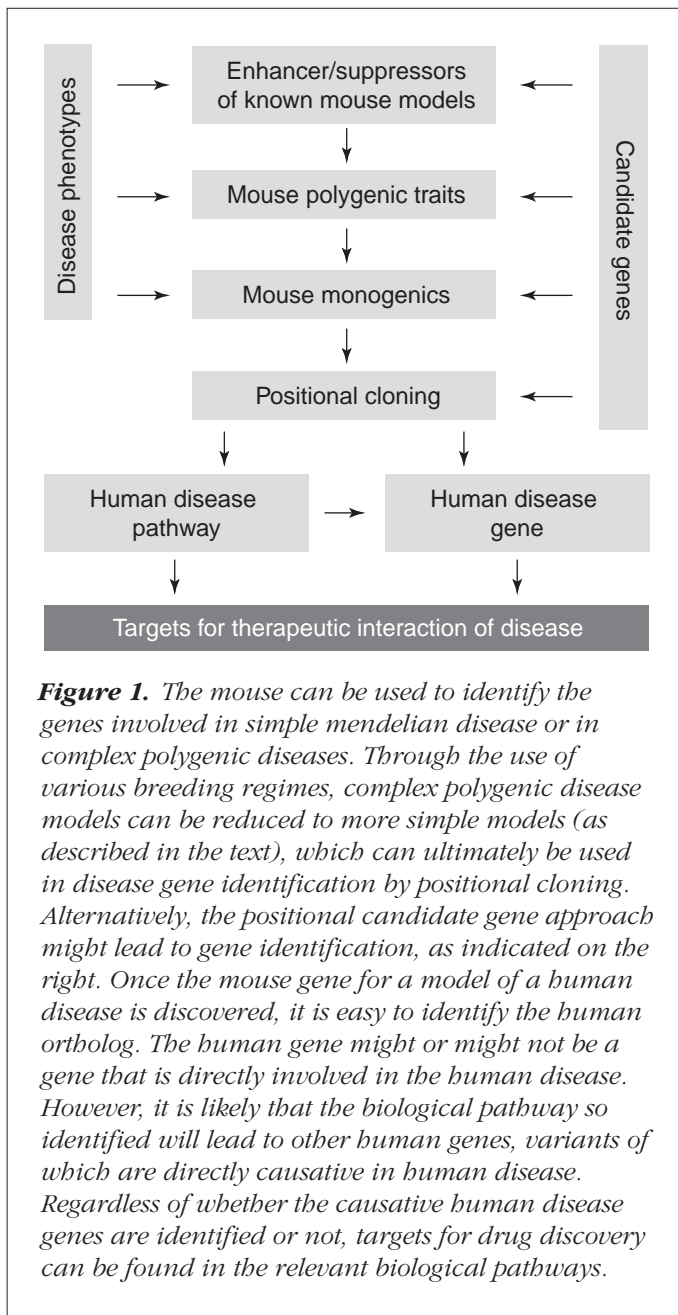 Disease phenotypes
Enhancer/suppressors
of known mouse models
Mouse polygenic traits
Mouse monogenics
Positional cloning
Candidate genes
Human disease
pathway
Human disease
gene
Targets for therapeutic interaction of disease
Figure 1. The mouse can be used to identify the
genes involved in simple mendelian disease or in
complex polygenic diseases. Through the use of
various breeding regimes, complex polygenic disease
models can be reduced to more simple models (as
described in the text), which can ultimately be used
in disease gene identification by positional cloning.
Alternatively, the positional candidate gene approach
might lead to gene identification, as indicated on the
right. Once the mouse gene for a model of a human
disease is discovered, it is easy to identify the human
ortholog. The human gene might or might not be a
gene that is directly involved in the human disease.
However, it is likely that the biological pathway so
identified will lead to other human genes, variants of
which are directly causative in human disease.
Regardless of whether the causative human disease
genes are identified or not, targets for drug discovery
can be found in the relevant biological pathways.